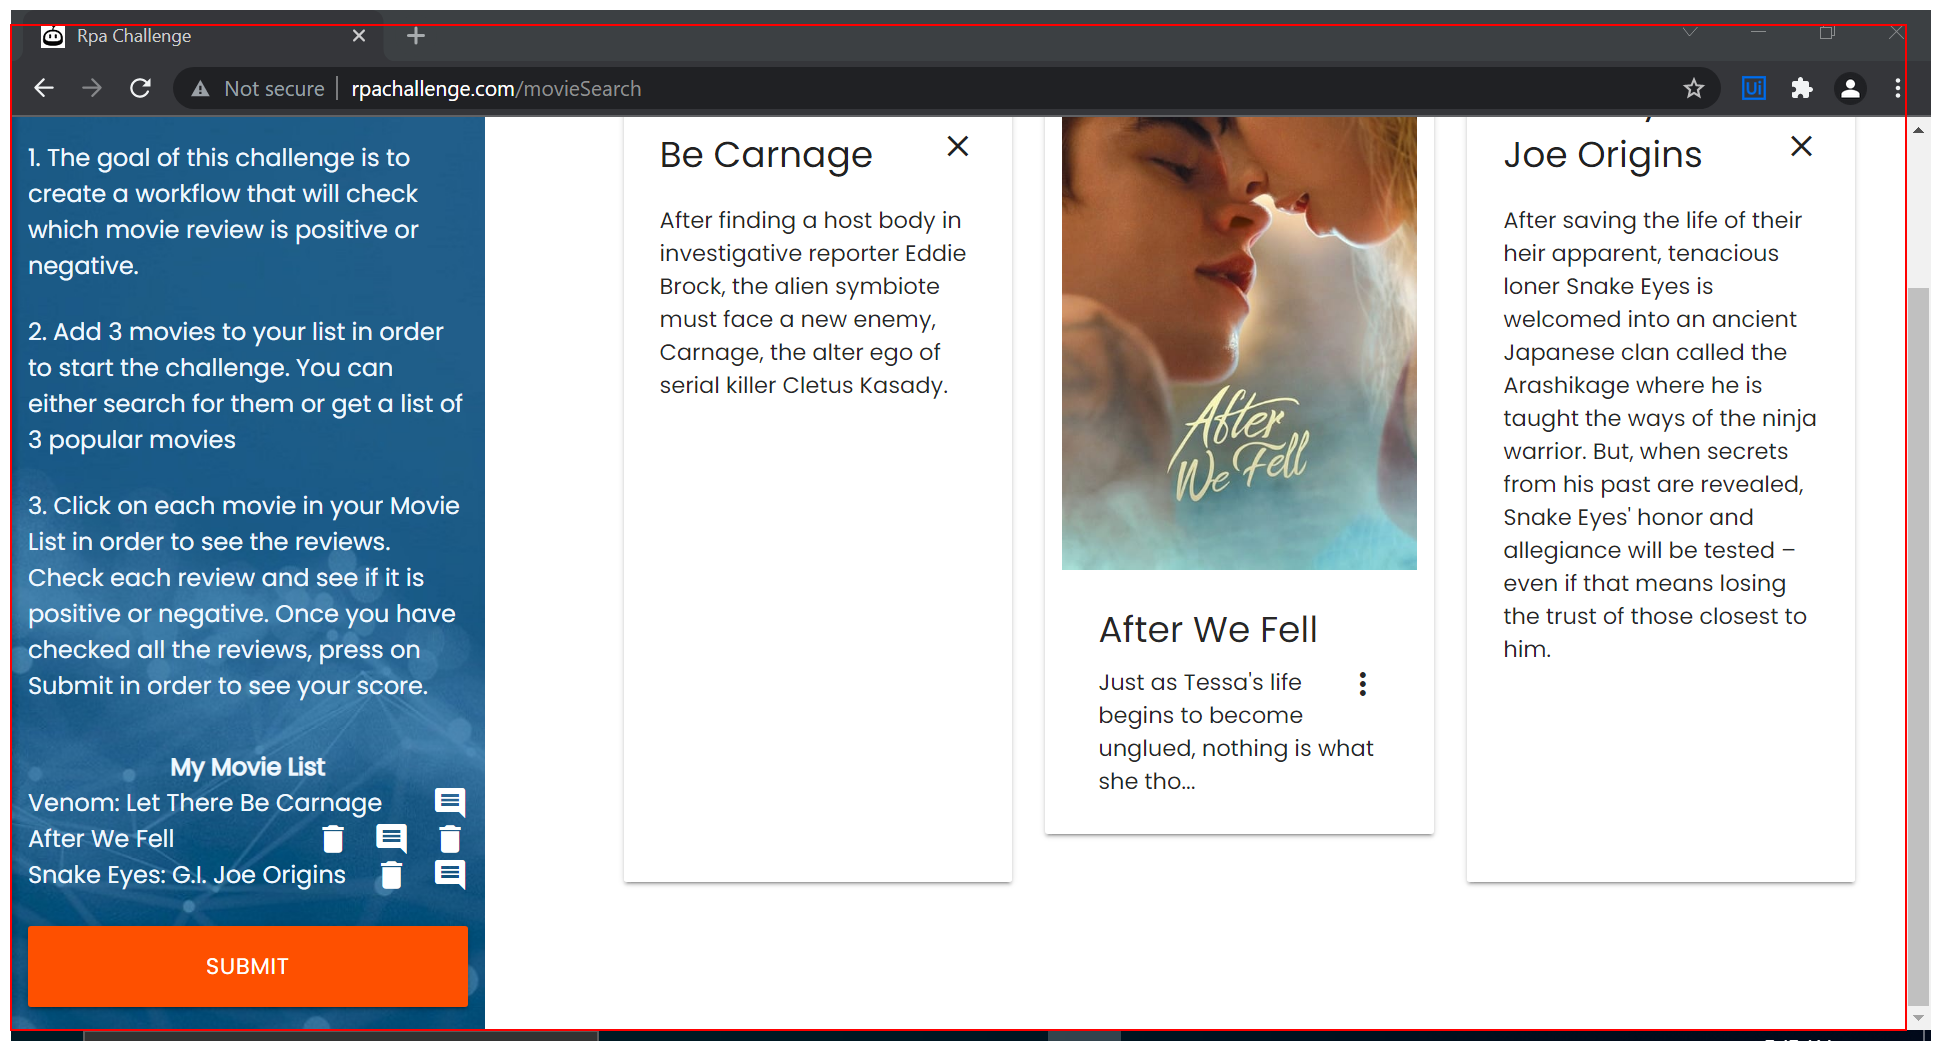 Rpa Challenge
Not secure
rpachallenge.com/movieSearch
Ui
1. The goal of this challenge is to
create a workflow that will check
which movie review is positive or
negative.
2. Add 3 movies to your list in order
to start the challenge. You can
either search for them or get a list of
3 popular movies
3. Click on each movie in your Movie
List in order to see the reviews.
Check each review and see if it is
positive or negative. Once you have
checked all the reviews, press on
Submit in order to see your score.
My Movie List
Venom: Let There Be Carnage
After We Fell
Snake Eyes: G.I. Joe Origins
SUBMIT
Be Carnage
After finding a host body in
investigative reporter Eddie
Brock, the alien symbiote
must face a new enemy,
Carnage, the alter ego of
serial killer Cletus Kasady.
After
We Fell
After We Fell
Just as Tessa's life
begins to become
unglued, nothing is what
she tho...
Joe Origins
After saving the life of their
heir apparent, tenacious
loner Snake Eyes is
welcomed into an ancient
Japanese clan called the
Arashikage where he is
taught the ways of the ninja
warrior. But, when secrets
from his past are revealed,
Snake Eyes' honor and
allegiance will be tested –
even if that means losing
the trust of those closest to
him.